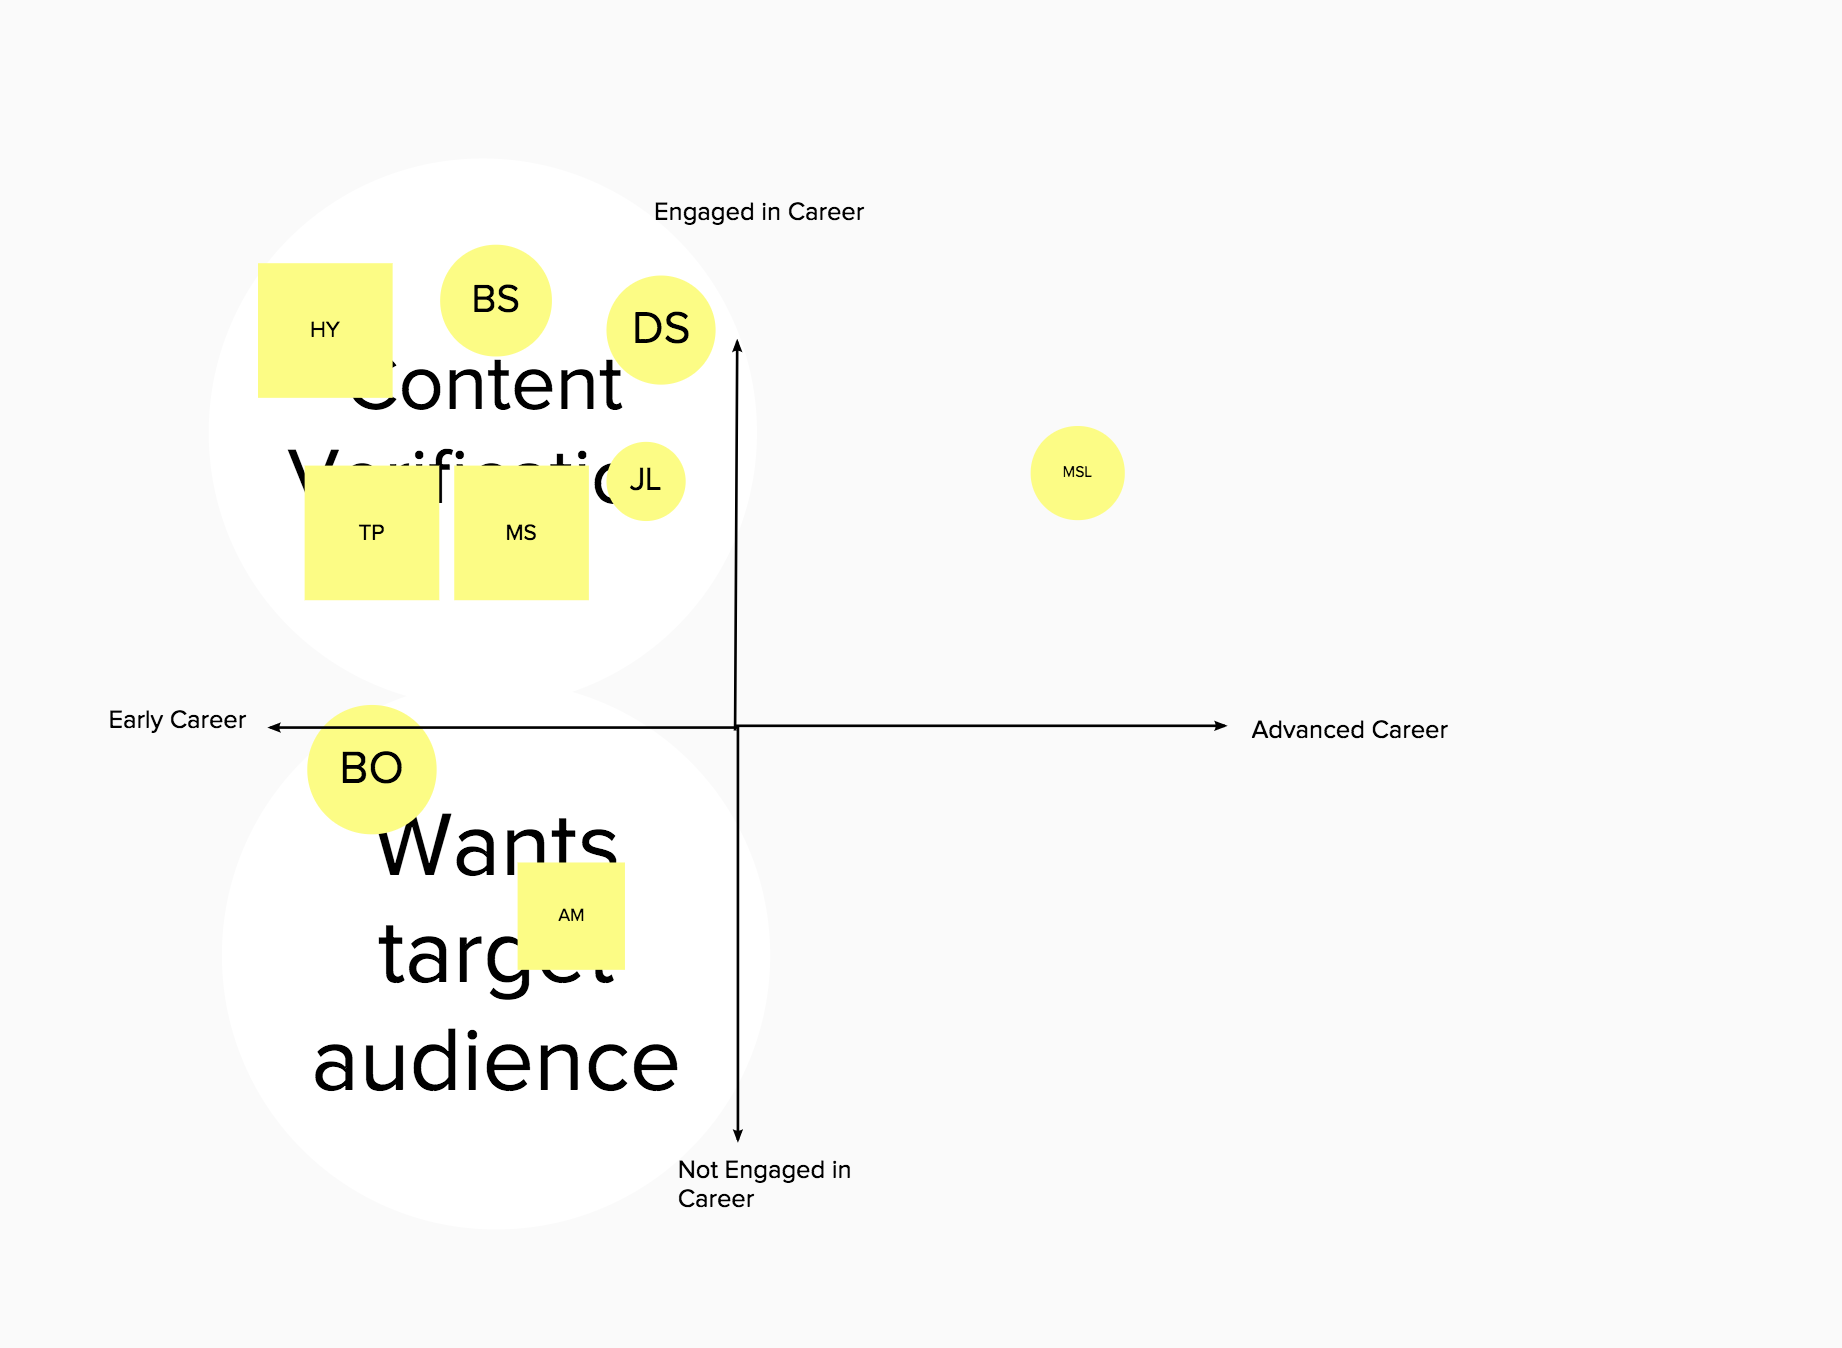 Engaged in Career
HY
BS
DS
Content
JL
MSL
TP
MS
Early Career
Advanced Career
BO
Wants
AM
target
audience
Not Engaged in
Career